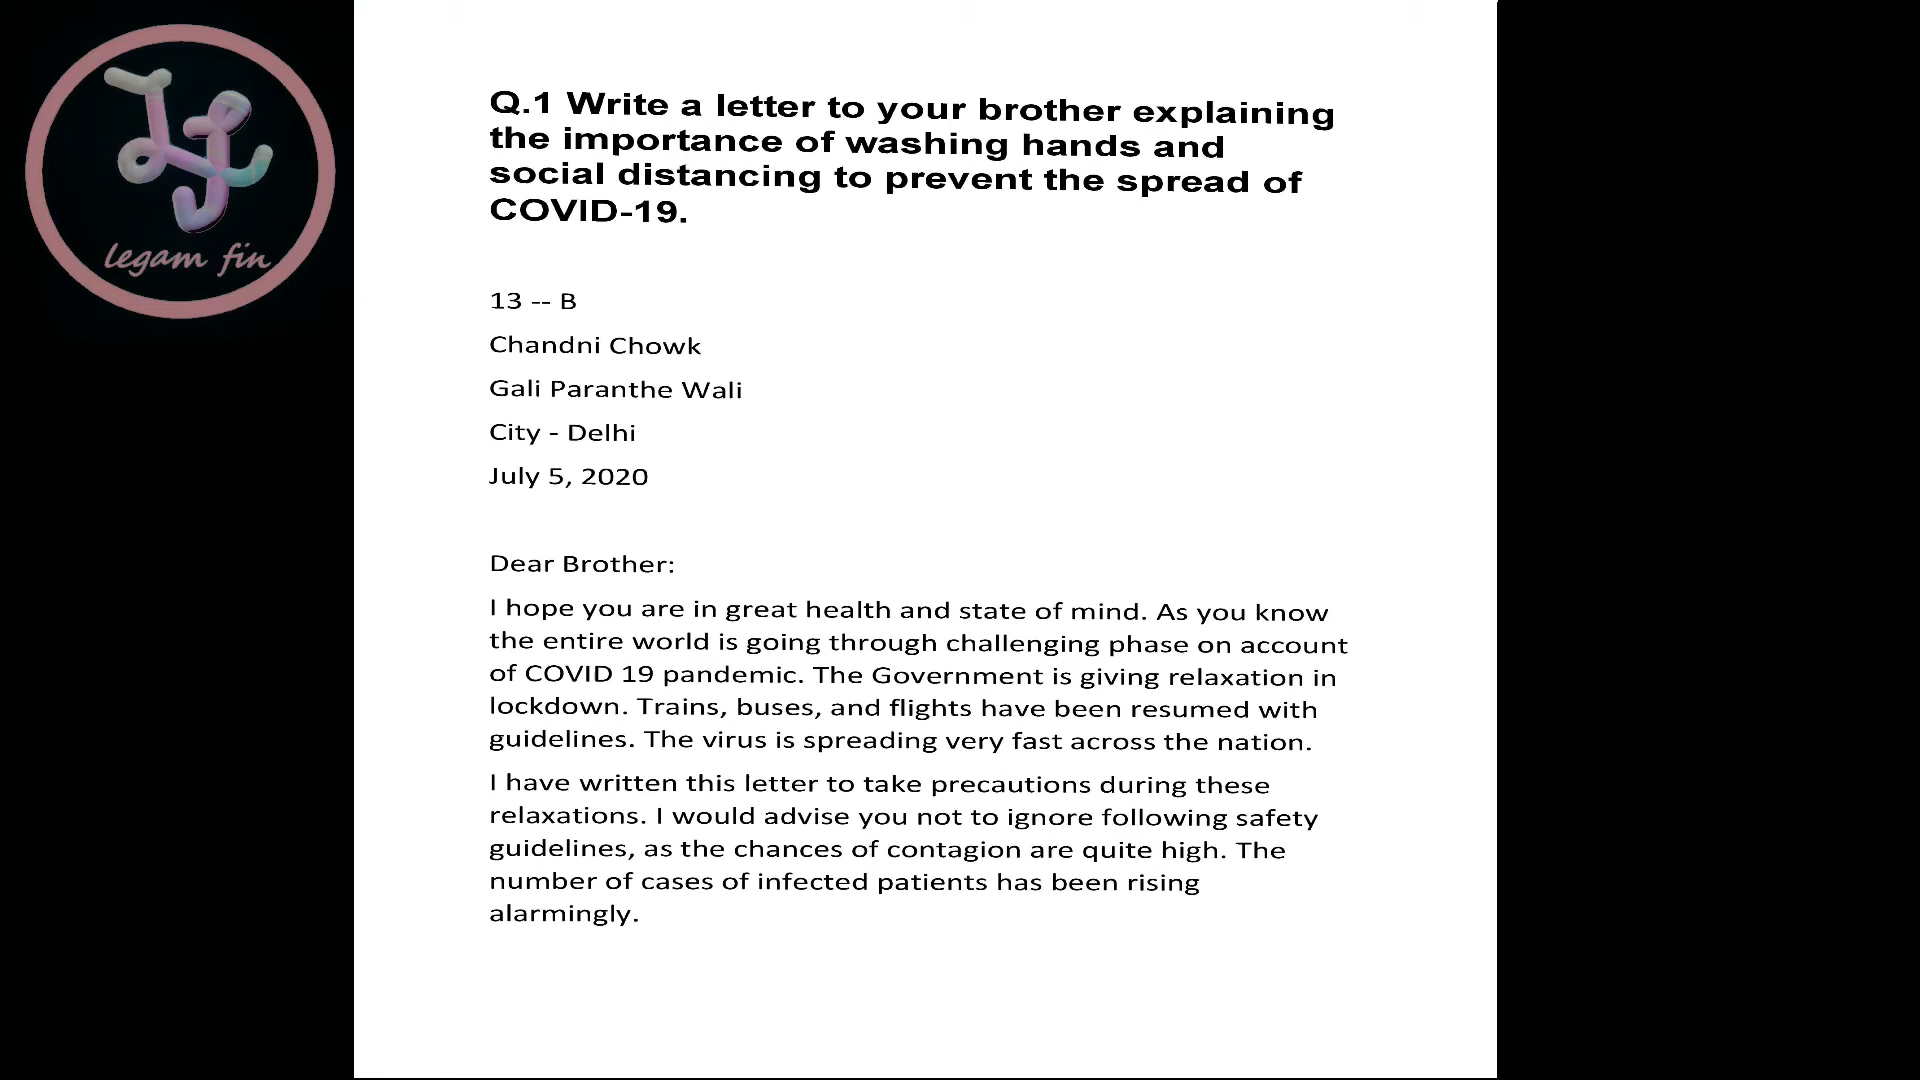 legam fin
Q.1 Write a letter to your brother explaining
the importance of washing hands and
social distancing to prevent the spread of
COVID-19.
13 -- B
Chandni Chowk
Gali Paranthe Wali
City - Delhi
July 5, 2020
Dear Brother:
I hope you are in great health and state of mind. As you know
the entire world is going through challenging phase on account
of COVID 19 pandemic. The Government is giving relaxation in
lockdown. Trains, buses, and flights have been resumed with
guidelines. The virus is spreading very fast across the nation.
I have written this letter to take precautions during these
relaxations. I would advise you not to ignore following safety
guidelines, as the chances of contagion are quite high. The
number of cases of infected patients has been rising
alarmingly.